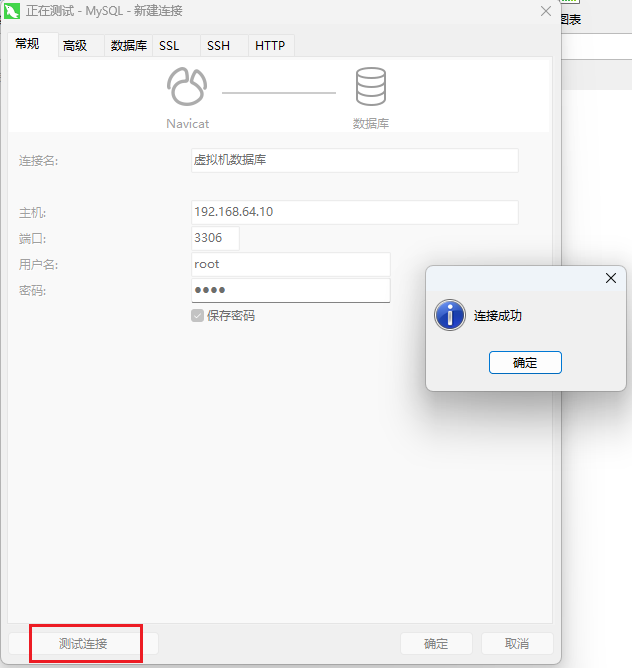 正在测试 - MySQL - 新建连接
图表
常规 高级 数据库 SSL SSH HTTP
Navicat 数据库
连接名: 虚拟机数据库
主机: 192.168.64.10
端口: 3306
用户名: root
密码: ●●●●
保存密码
连接成功
确定
测试连接 确定 取消